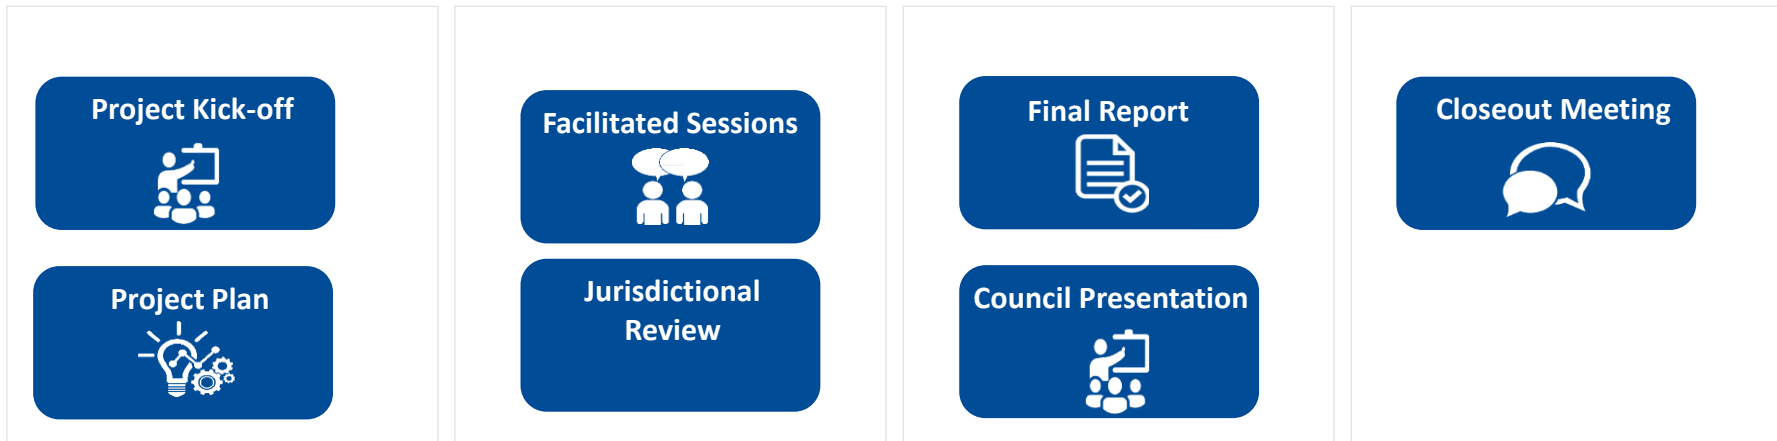 Project Kick-off
Project Plan
Facilitated Sessions
Jurisdictional
Review
Final Report
Council Presentation
Closeout Meeting